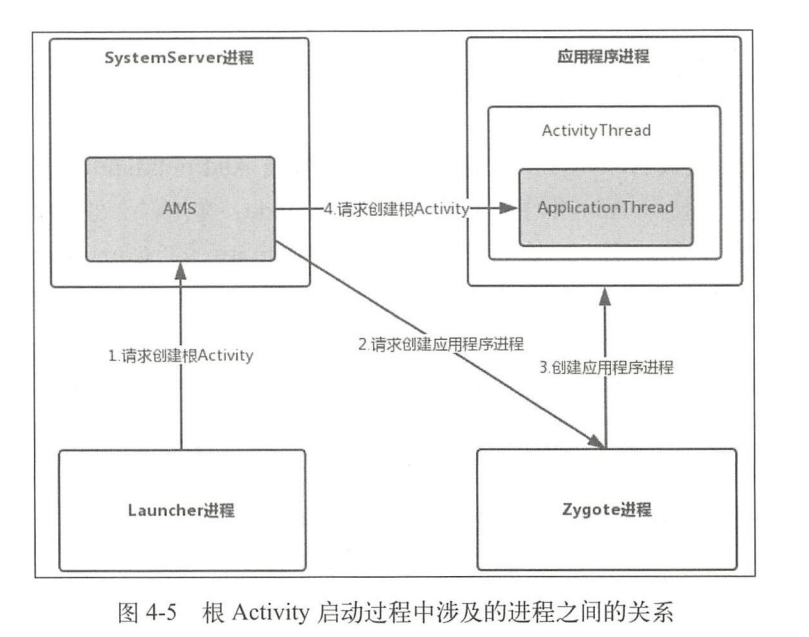 SystemServer进程
应用程序进程
ActivityThread
AMS
4.请求创建根Activity
ApplicationThread
1.请求创建根Activity
2.请求创建应用程序进程
3.创建应用程序进程
Launcher进程
Zygote进程
图 4-5 根 Activity 启动过程中涉及的进程之间的关系